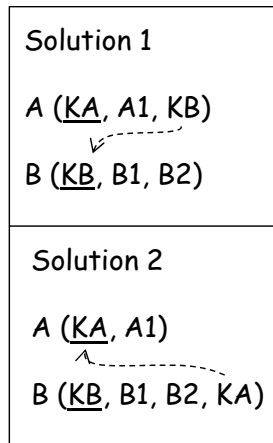 Solution 1
A (KA, A1, KB)
B (KB, B1, B2)
Solution 2
A (KA, A1)
B (KB, B1, B2, KA)